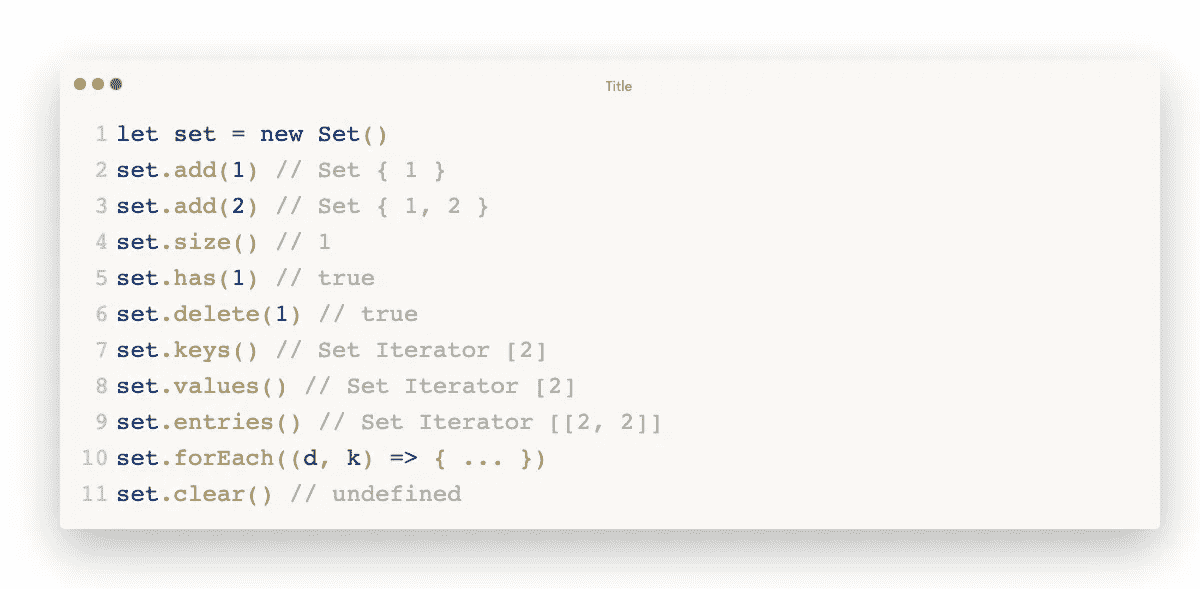 Title
1 let set = new Set()
2 set.add(1) // Set { 1 }
3 set.add(2) // Set { 1, 2 }
4 set.size() // 1
5 set.has(1) // true
6 set.delete(1) // true
7 set.keys() // Set Iterator [2]
8 set.values() // Set Iterator [2]
9 set.entries() // Set Iterator [[2, 2]]
10 set.forEach((d, k) => { ... })
11 set.clear() // undefined